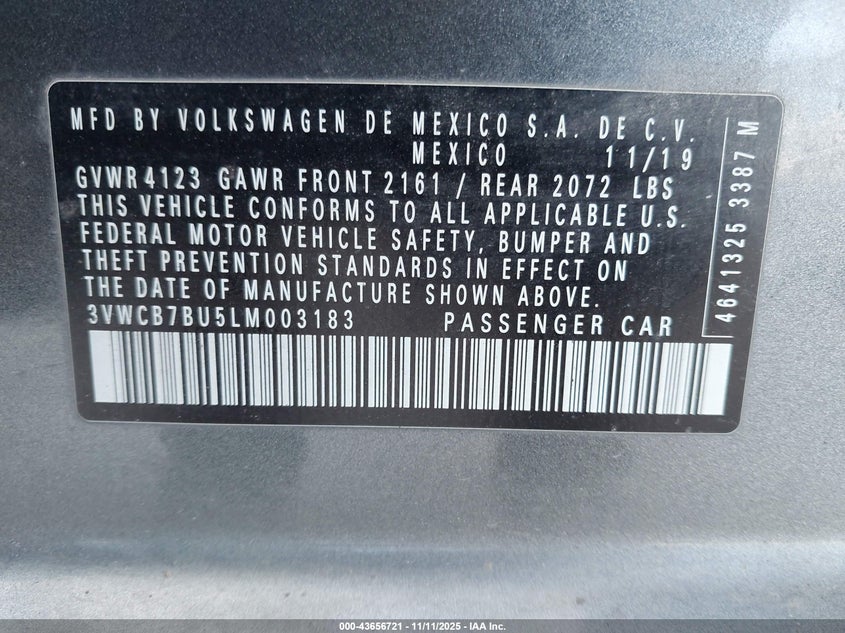 MFD BY VOLKSWAGEN DE MEXICO S.A. DE C.V.
MEXICO 11/19
GVWR 4123 GAWR FRONT 2161 / REAR 2072 LBS
THIS VEHICLE CONFORMS TO ALL APPLICABLE U.S.
FEDERAL MOTOR VEHICLE SAFETY, BUMPER AND
THEFT PREVENTION STANDARDS IN EFFECT ON
THE DATE OF MANUFACTURE SHOWN ABOVE.
3VWCB7BU5LM003183 PASSENGER CAR
4641325 3387 M
000-43656721 - 11/11/2025 - IAA Inc.